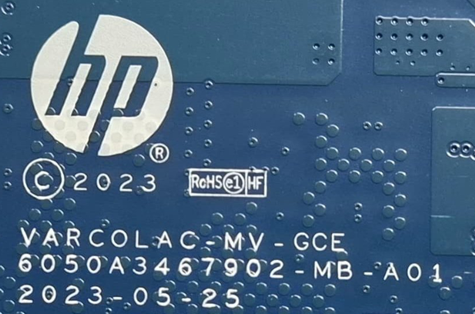 hp®
© 2023 RoHS e1 HF
VARCOLAC-MV-GCE
6050A3467902-MB-A01
2023-05-25